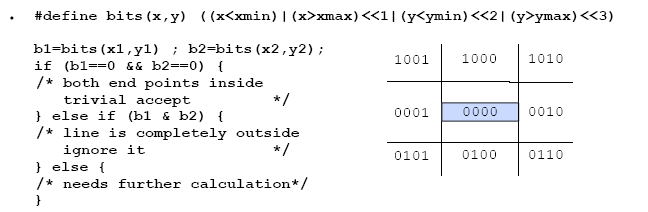 • #define bits(x,y) ((x<xmin)|(x>xmax)<<1|(y<ymin)<<2|(y>ymax)<<3)
b1=bits(x1,y1) ; b2=bits(x2,y2);
if (b1==0 && b2==0) {
/* both end points inside
trivial accept */
} else if (b1 & b2) {
/* line is completely outside
ignore it */
} else {
/* needs further calculation*/
}
1001 1000 1010
0001 0000 0010
0101 0100 0110